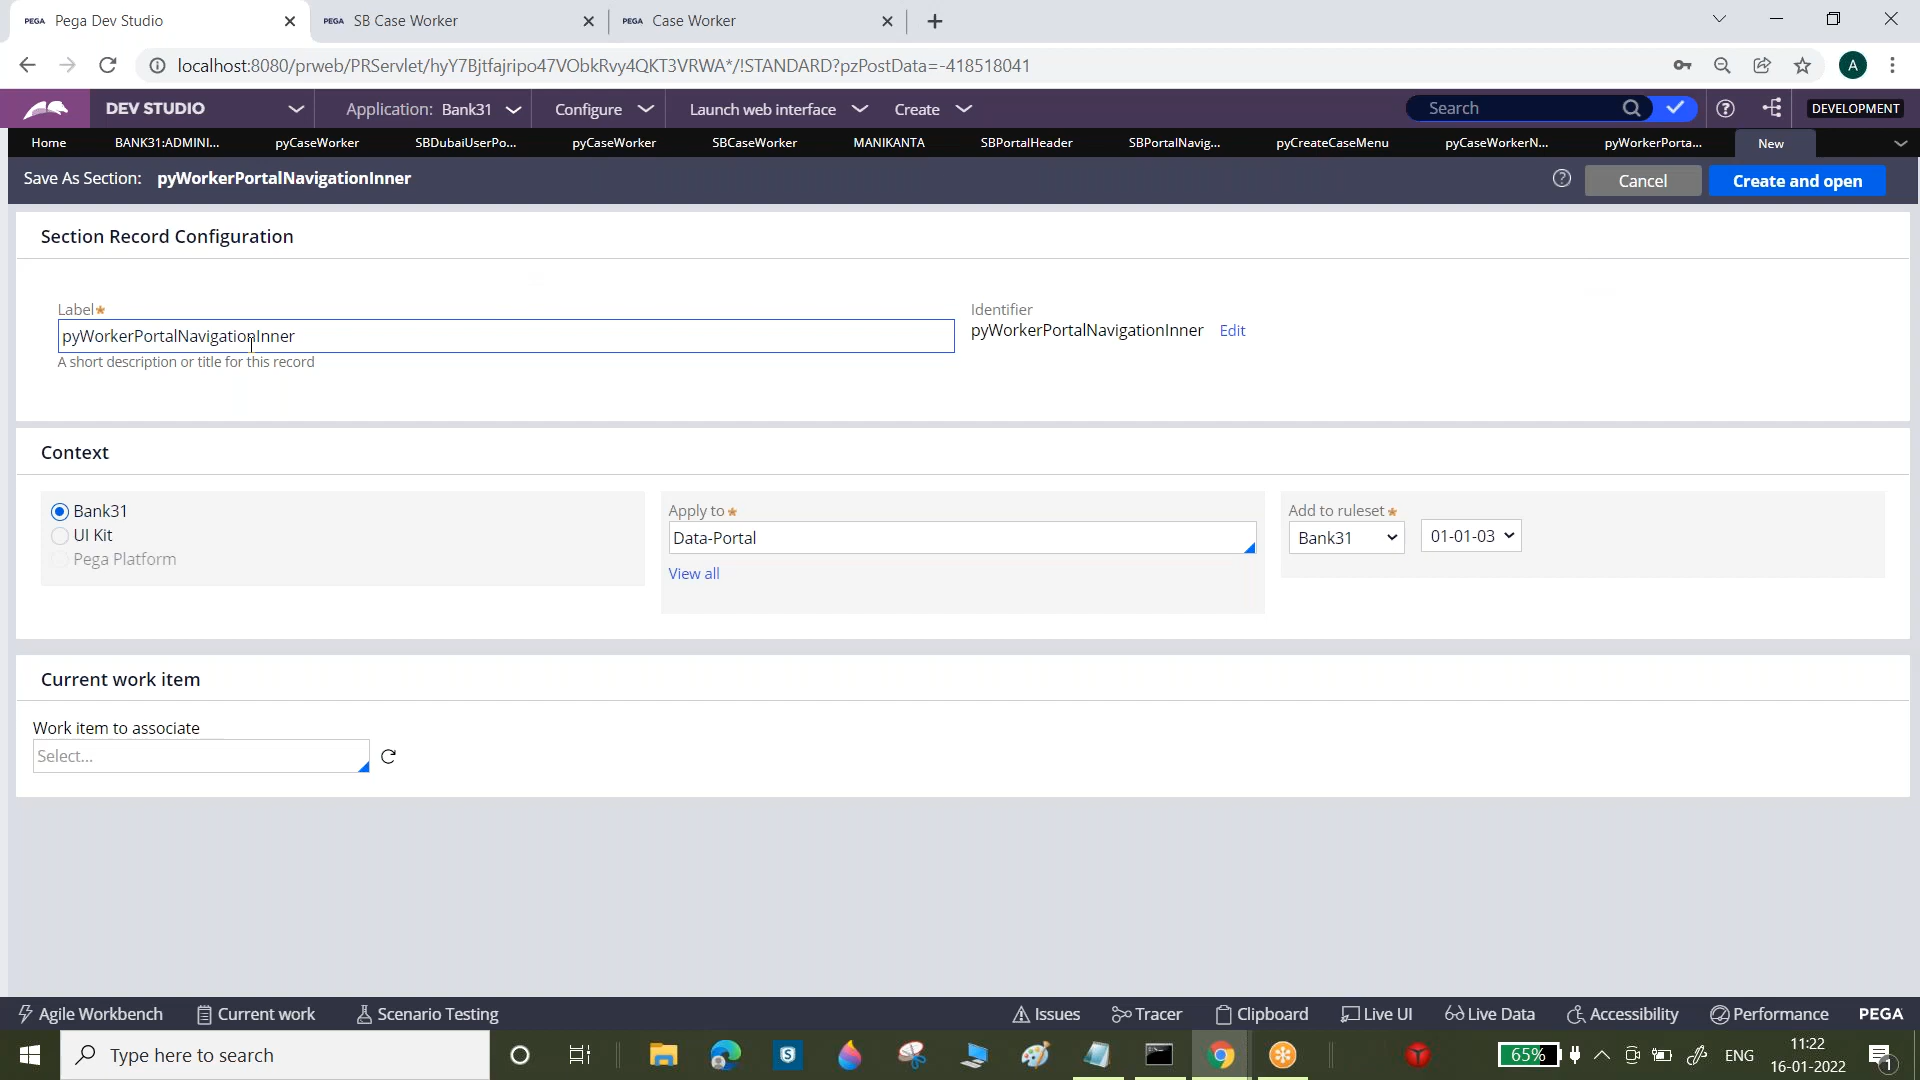 PEGA Pega Dev Studio
PEGA SB Case Worker
PEGA Case Worker
localhost:8080/prweb/PRServlet/hyY7Bjtfajripo47VObkRvy4QKT3VRWA*/!STANDARD?pzPostData=-418518041
A
DEV STUDIO
Application: Bank31
Configure
Launch web interface
Create
Search
DEVELOPMENT
Home
BANK31:ADMINI...
pyCaseWorker
SBDubaiUserPo...
pyCaseWorker
SBCaseWorker
MANIKANTA
SBPortalHeader
SBPortalNavig...
pyCreateCaseMenu
pyCaseWorkerN...
pyWorkerPorta...
New
Save As Section: pyWorkerPortalNavigationInner
Cancel
Create and open
Section Record Configuration
Label*
pyWorkerPortalNavigationInner
A short description or title for this record
Identifier
pyWorkerPortalNavigationInner Edit
Context
Bank31
UI Kit
Pega Platform
Apply to *
Data-Portal
View all
Add to ruleset *
Bank31
01-01-03
Current work item
Work item to associate
Select...
Agile Workbench
Current work
Scenario Testing
Issues
Tracer
Clipboard
Live UI
Live Data
Accessibility
Performance
PEGA
Type here to search
65%
ENG
11:22
16-01-2022
1